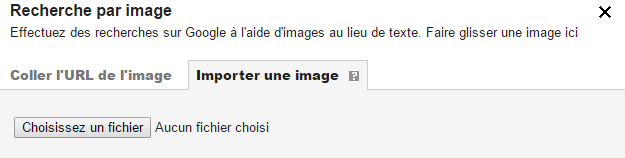 Recherche par image
Effectuez des recherches sur Google à l'aide d'images au lieu de texte. Faire glisser une image ici
Coller l'URL de l'image Importer une image ?
Choisissez un fichier Aucun fichier choisi